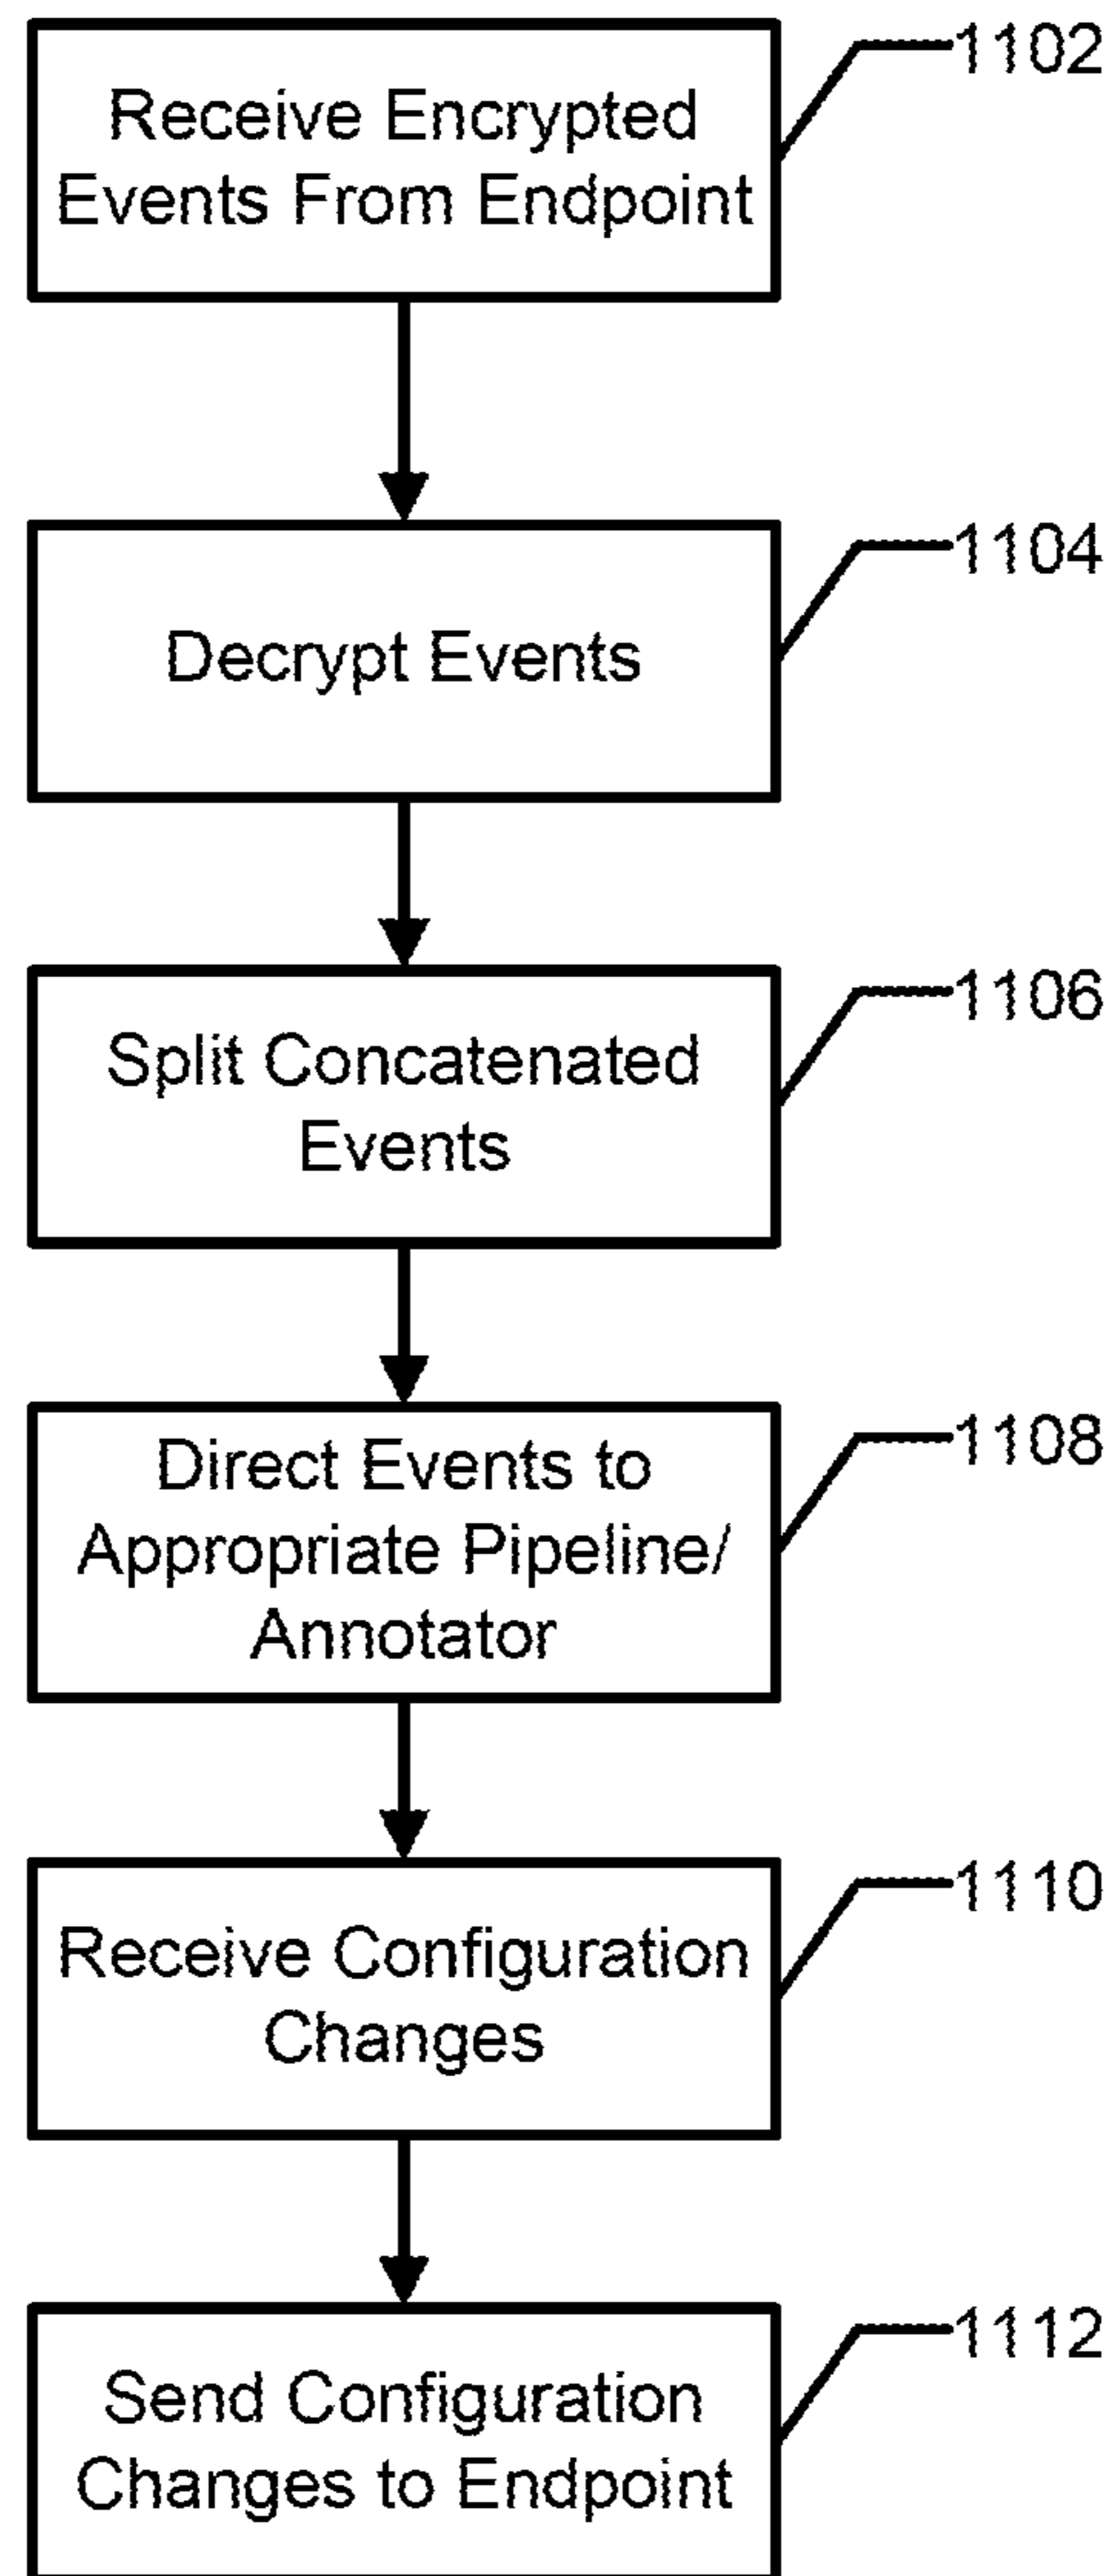 1102
Receive Encrypted
Events From Endpoint
1104
Decrypt Events
1106
Split Concatenated
Events
1108
Direct Events to
Appropriate Pipeline/
Annotator
1110
Receive Configuration
Changes
1112
Send Configuration
Changes to Endpoint